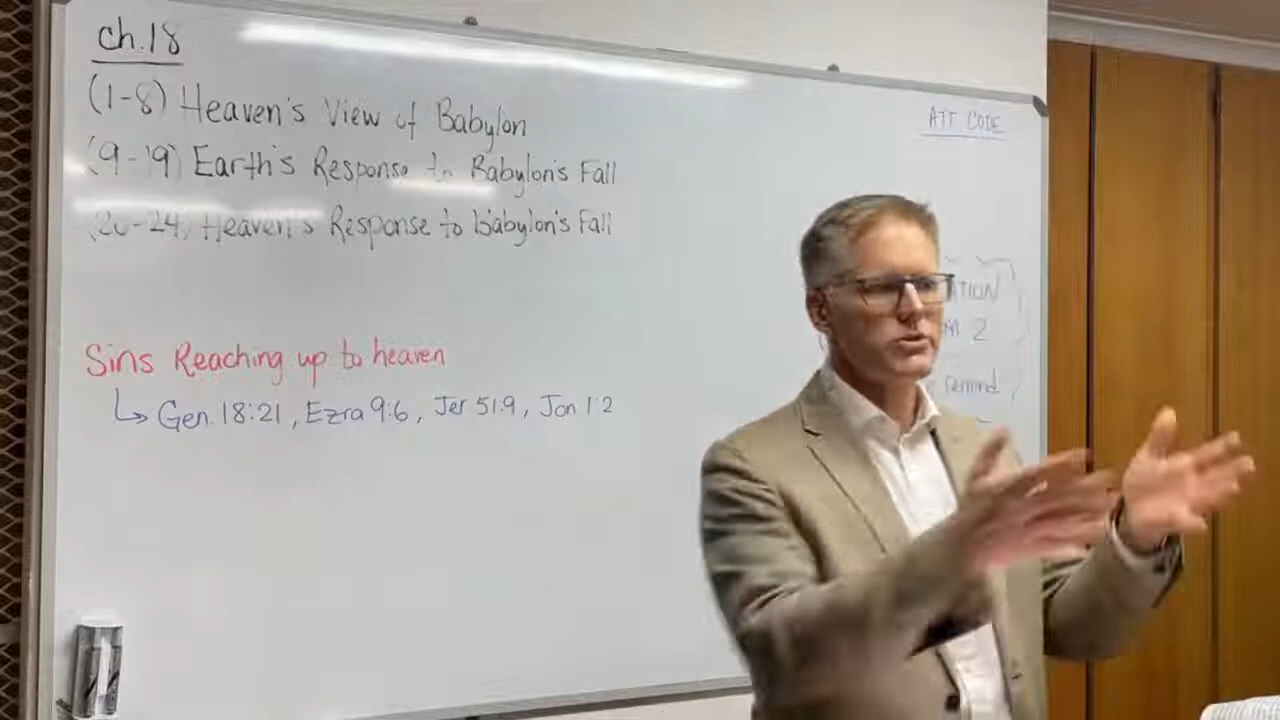 ch.18
(1-8) Heaven's View of Babylon
(9-19) Earth's Response to Babylon's Fall
(20-24) Heaven's Response to Babylon's Fall
Sins Reaching up to heaven
↳ Gen. 18:21, Ezra 9:6, Jer 51:9, Jon 1:2
ATT CODE
2
remind